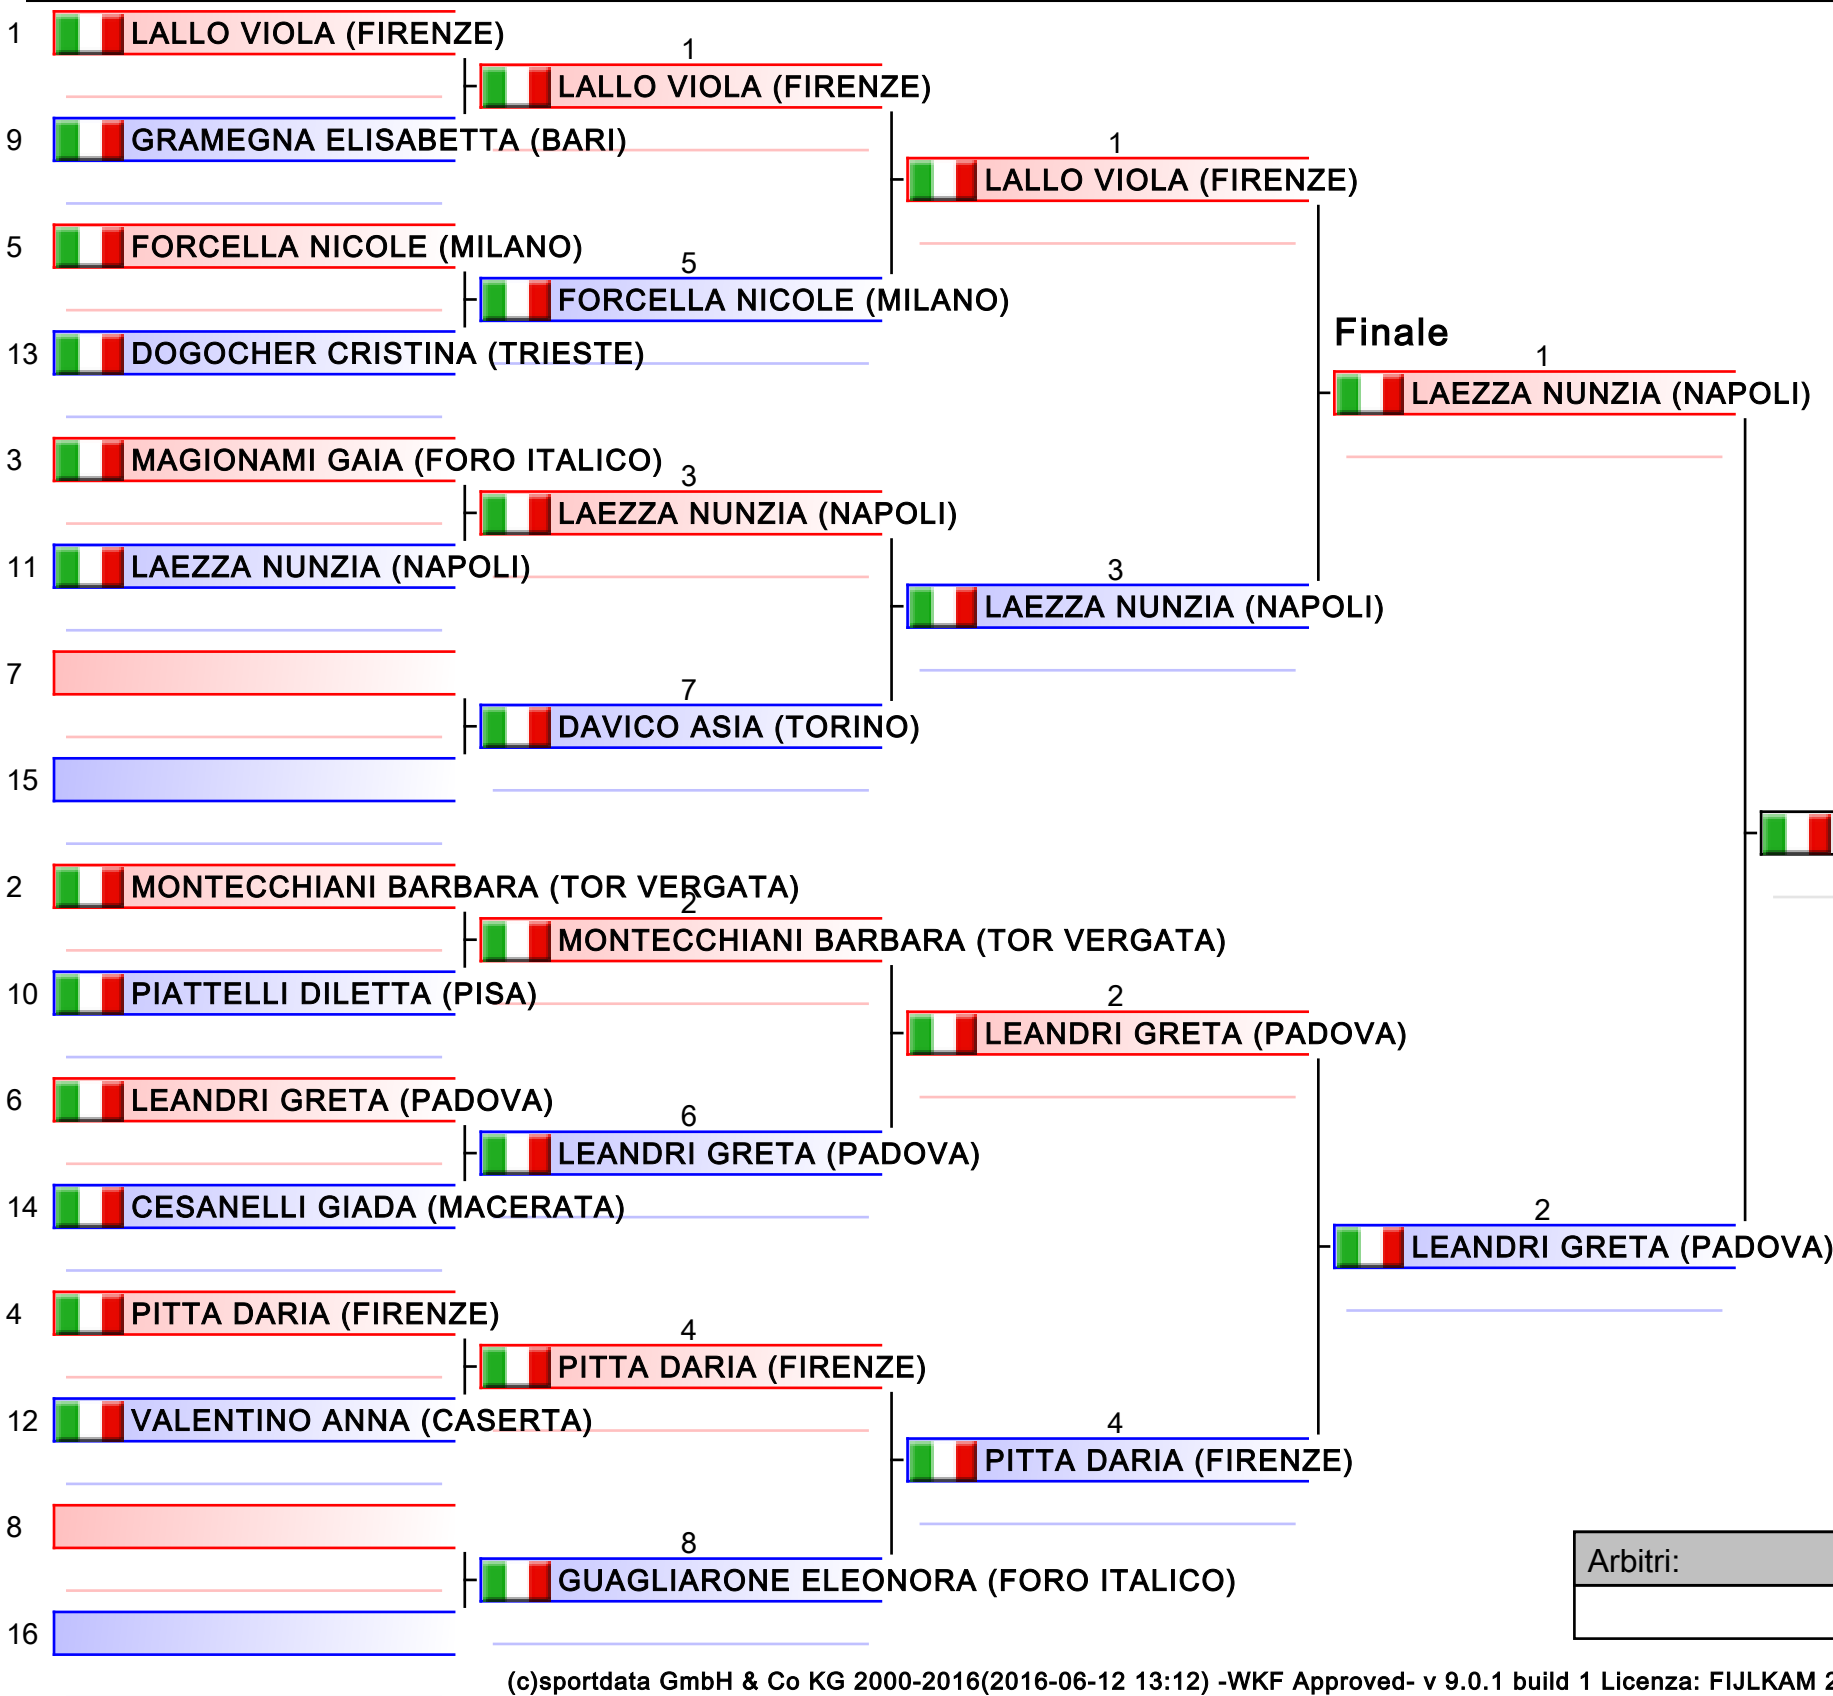 1 LALLO VIOLA (FIRENZE)
1
LALLO VIOLA (FIRENZE)
9 GRAMEGNA ELISABETTA (BARI)
1
LALLO VIOLA (FIRENZE)
5 FORCELLA NICOLE (MILANO)
5
FORCELLA NICOLE (MILANO)
13 DOGOCHER CRISTINA (TRIESTE)
Finale
1
LAEZZA NUNZIA (NAPOLI)
3 MAGIONAMI GAIA (FORO ITALICO)
3
LAEZZA NUNZIA (NAPOLI)
11 LAEZZA NUNZIA (NAPOLI)
3
LAEZZA NUNZIA (NAPOLI)
7
7
DAVICO ASIA (TORINO)
15
2 MONTECCHIANI BARBARA (TOR VERGATA)
2
MONTECCHIANI BARBARA (TOR VERGATA)
10 PIATTELLI DILETTA (PISA)
2
LEANDRI GRETA (PADOVA)
6 LEANDRI GRETA (PADOVA)
6
LEANDRI GRETA (PADOVA)
14 CESANELLI GIADA (MACERATA)
2
LEANDRI GRETA (PADOVA)
4 PITTA DARIA (FIRENZE)
4
PITTA DARIA (FIRENZE)
12 VALENTINO ANNA (CASERTA)
4
PITTA DARIA (FIRENZE)
8
8
GUAGLIARONE ELEONORA (FORO ITALICO)
Arbitri:
16
(c)sportdata GmbH & Co KG 2000-2016(2016-06-12 13:12) -WKF Approved- v 9.0.1 build 1 Licenza: FIJLKAM 2